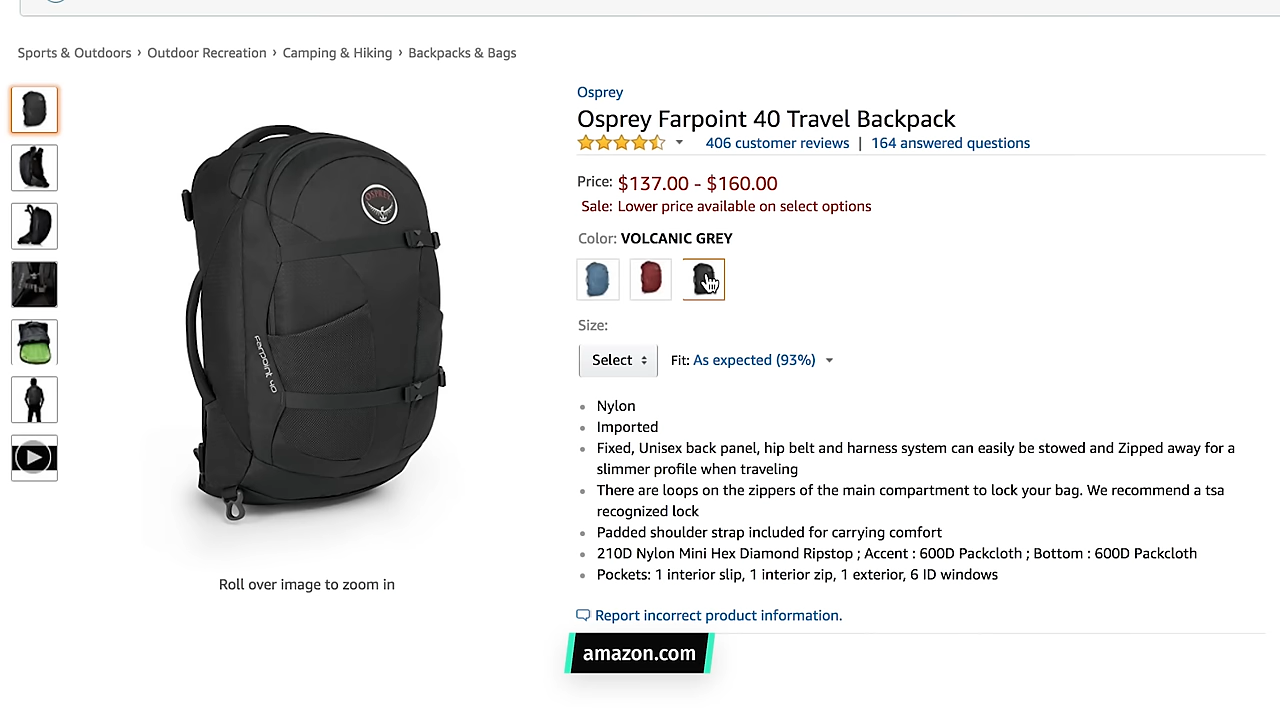 Sports & Outdoors › Outdoor Recreation › Camping & Hiking › Backpacks & Bags
Osprey
Osprey Farpoint 40 Travel Backpack
406 customer reviews | 164 answered questions
Price: $137.00 - $160.00
Sale: Lower price available on select options
Color: VOLCANIC GREY
Size:
Select Fit: As expected (93%)
Nylon
Imported
Fixed, Unisex back panel, hip belt and harness system can easily be stowed and Zipped away for a
slimmer profile when traveling
There are loops on the zippers of the main compartment to lock your bag. We recommend a tsa
recognized lock
Padded shoulder strap included for carrying comfort
210D Nylon Mini Hex Diamond Ripstop ; Accent : 600D Packcloth ; Bottom : 600D Packcloth
Pockets: 1 interior slip, 1 interior zip, 1 exterior, 6 ID windows
Report incorrect product information.
OSPREY
Farpoint 40
Roll over image to zoom in
amazon.com